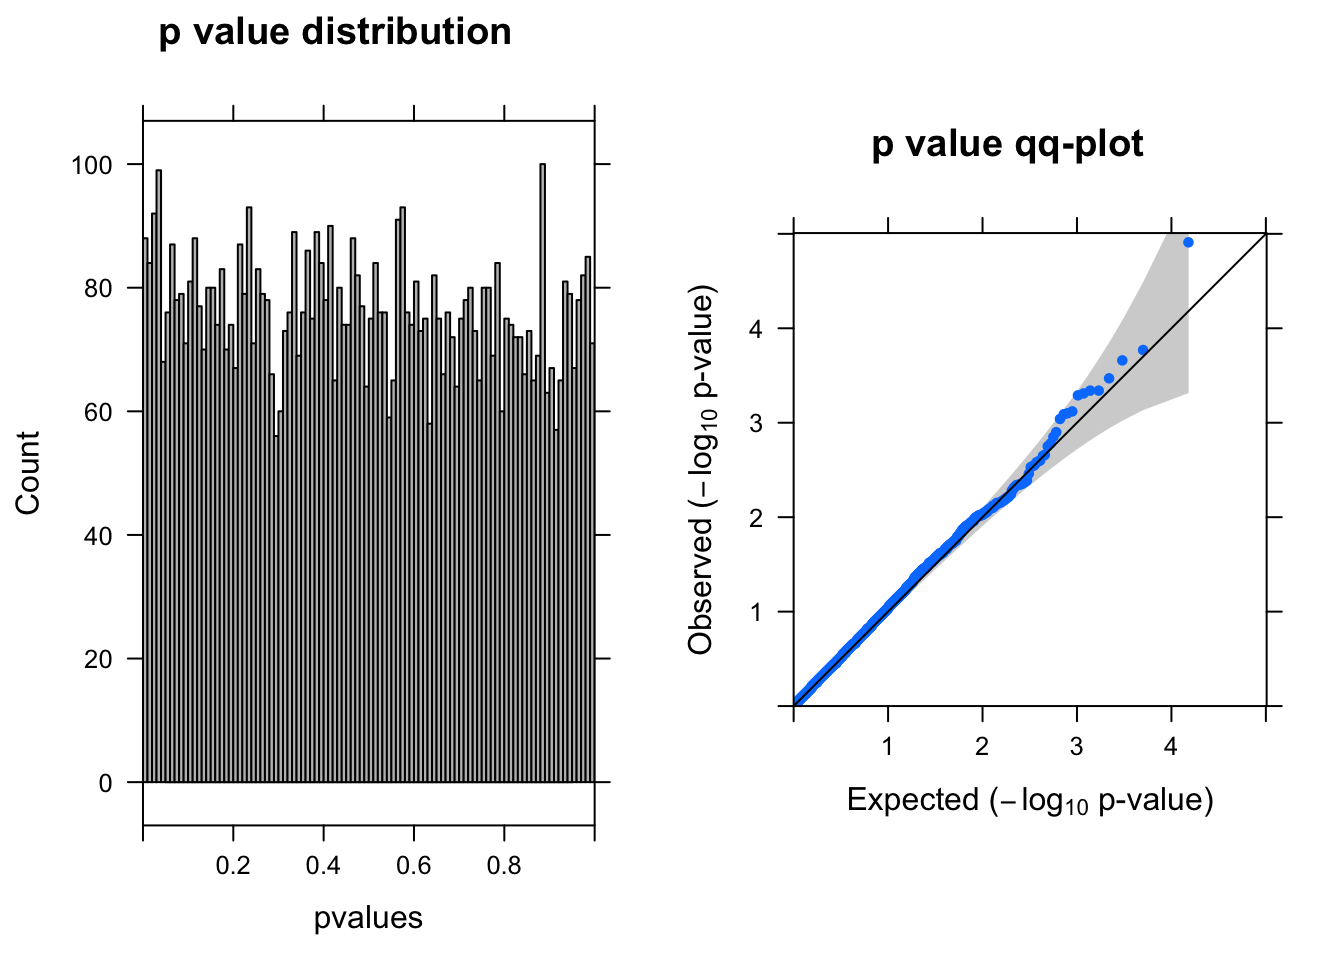 p value distribution
100
80
60
40
20
0
Count
0.2 0.4 0.6 0.8
pvalues
p value qq-plot
4
3
2
1
Observed (−log₁₀ p-value)
1 2 3 4
Expected (−log₁₀ p-value)